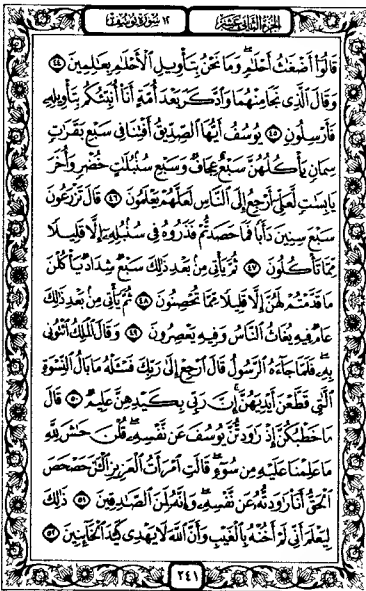 الجزء الثاني عشر ١٢ سورة يوسف
قَالُوٓا۟ أَضْغَٰثُ أَحْلَٰمٍ ۖ وَمَا نَحْنُ بِتَأْوِيلِ ٱلْأَحْلَٰمِ بِعَٰلِمِينَ ٤٤
وَقَالَ ٱلَّذِى نَجَا مِنْهُمَا وَٱدَّكَرَ بَعْدَ أُمَّةٍ أَنَا۠ أُنَبِّئُكُم بِتَأْوِيلِهِۦ
فَأَرْسِلُونِ ٤٥ يُوسُفُ أَيُّهَا ٱلصِّدِّيقُ أَفْتِنَا فِى سَبْعِ بَقَرَٰتٍ
سِمَانٍ يَأْكُلُهُنَّ سَبْعٌ عِجَافٌ وَسَبْعِ سُنۢبُلَٰتٍ خُضْرٍ وَأُخَرَ
يَابِسَٰتٍ لَّعَلِّىٓ أَرْجِعُ إِلَى ٱلنَّاسِ لَعَلَّهُمْ يَعْلَمُونَ ٤٦ قَالَ تَزْرَعُونَ
سَبْعَ سِنِينَ دَأَبًا فَمَا حَصَدتُّمْ فَذَرُوهُ فِى سُنۢبُلِهِۦٓ إِلَّا قَلِيلًا
مِّمَّا تَأْكُلُونَ ٤٧ ثُمَّ يَأْتِى مِنۢ بَعْدِ ذَٰلِكَ سَبْعٌ شِدَادٌ يَأْكُلْنَ
مَا قَدَّمْتُمْ لَهُنَّ إِلَّا قَلِيلًا مِّمَّا تُحْصِنُونَ ٤٨ ثُمَّ يَأْتِى مِنۢ بَعْدِ ذَٰلِكَ
عَامٌ فِيهِ يُغَاثُ ٱلنَّاسُ وَفِيهِ يَعْصِرُونَ ٤٩ وَقَالَ ٱلْمَلِكُ ٱئْتُونِى
بِهِۦ ۖ فَلَمَّا جَآءَهُ ٱلرَّسُولُ قَالَ ٱرْجِعْ إِلَىٰ رَبِّكَ فَسْـَٔلْهُ مَا بَالُ ٱلنِّسْوَةِ
ٱلَّٰتِى قَطَّعْنَ أَيْدِيَهُنَّ ۚ إِنَّ رَبِّى بِكَيْدِهِنَّ عَلِيمٌ ٥٠ قَالَ
مَا خَطْبُكُنَّ إِذْ رَٰوَدتُّنَّ يُوسُفَ عَن نَّفْسِهِۦ ۚ قُلْنَ حَٰشَ لِلَّهِ
مَا عَلِمْنَا عَلَيْهِ مِن سُوٓءٍ ۚ قَالَتِ ٱمْرَأَتُ ٱلْعَزِيزِ ٱلْـَٰٔنَ حَصْحَصَ
ٱلْحَقُّ أَنَا۠ رَٰوَدتُّهُۥ عَن نَّفْسِهِۦ وَإِنَّهُۥ لَمِنَ ٱلصَّٰدِقِينَ ٥١ ذَٰلِكَ
لِيَعْلَمَ أَنِّى لَمْ أَخُنْهُ بِٱلْغَيْبِ وَأَنَّ ٱللَّهَ لَا يَهْدِى كَيْدَ ٱلْخَآئِنِينَ ٥٢
٢٤١